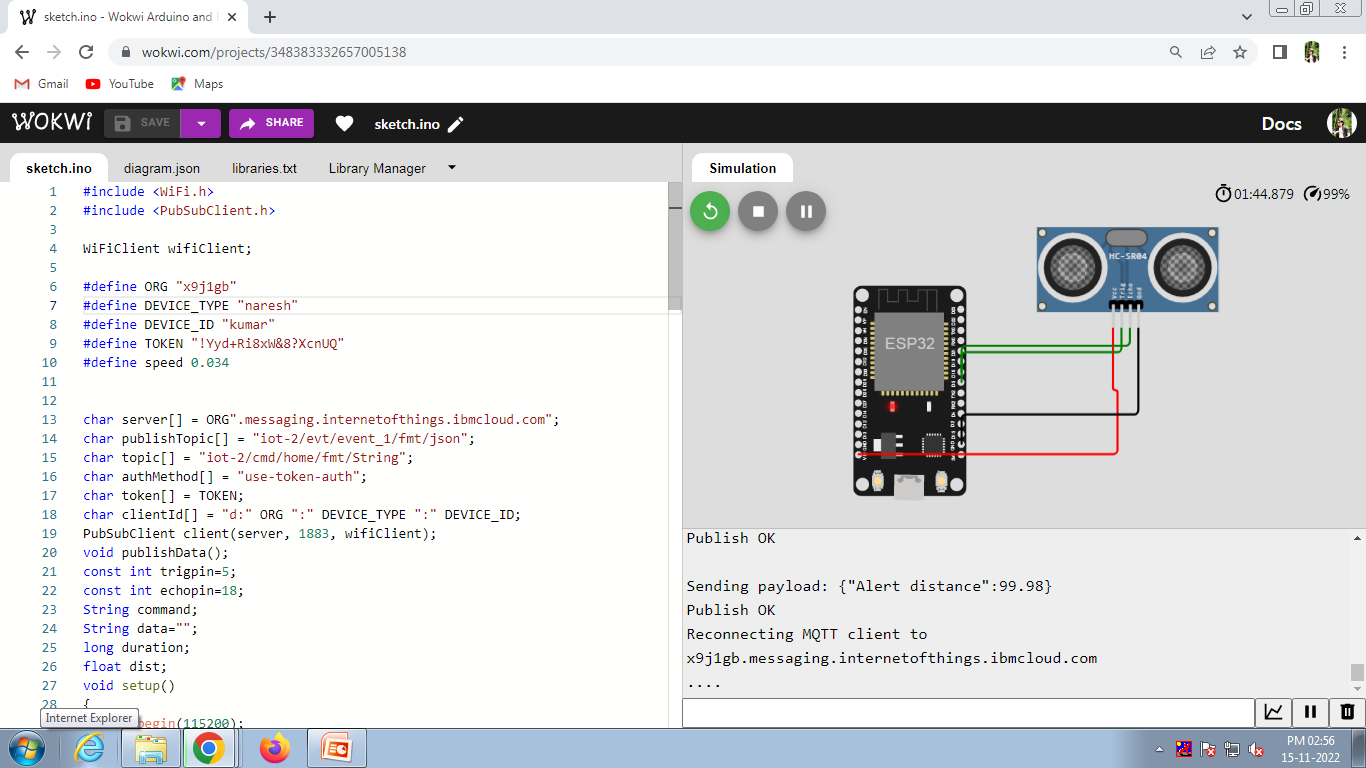 sketch.ino - Wokwi Arduino and
wokwi.com/projects/348383332657005138
Gmail YouTube Maps
WOKWI SAVE SHARE sketch.ino Docs
sketch.ino diagram.json libraries.txt Library Manager
Simulation
01:44.879 99%
1 #include <WiFi.h>
2 #include <PubSubClient.h>
3
4 WiFiClient wifiClient;
5
6 #define ORG "x9j1gb"
7 #define DEVICE_TYPE "naresh"
8 #define DEVICE_ID "kumar"
9 #define TOKEN "!Yyd+Ri8xW&8?XcnUQ"
10 #define speed 0.034
11
12
13 char server[] = ORG".messaging.internetofthings.ibmcloud.com";
14 char publishTopic[] = "iot-2/evt/event_1/fmt/json";
15 char topic[] = "iot-2/cmd/home/fmt/String";
16 char authMethod[] = "use-token-auth";
17 char token[] = TOKEN;
18 char clientId[] = "d:" ORG ":" DEVICE_TYPE ":" DEVICE_ID;
19 PubSubClient client(server, 1883, wifiClient);
20 void publishData();
21 const int trigpin=5;
22 const int echopin=18;
23 String command;
24 String data="";
25 long duration;
26 float dist;
27 void setup()
28 {
begin(115200);
Internet Explorer
HC-SR04
Vcc
Trig
Echo
Gnd
ESP32
Publish OK
Sending payload: {"Alert distance":99.98}
Publish OK
Reconnecting MQTT client to
x9j1gb.messaging.internetofthings.ibmcloud.com
....
PM 02:56
15-11-2022